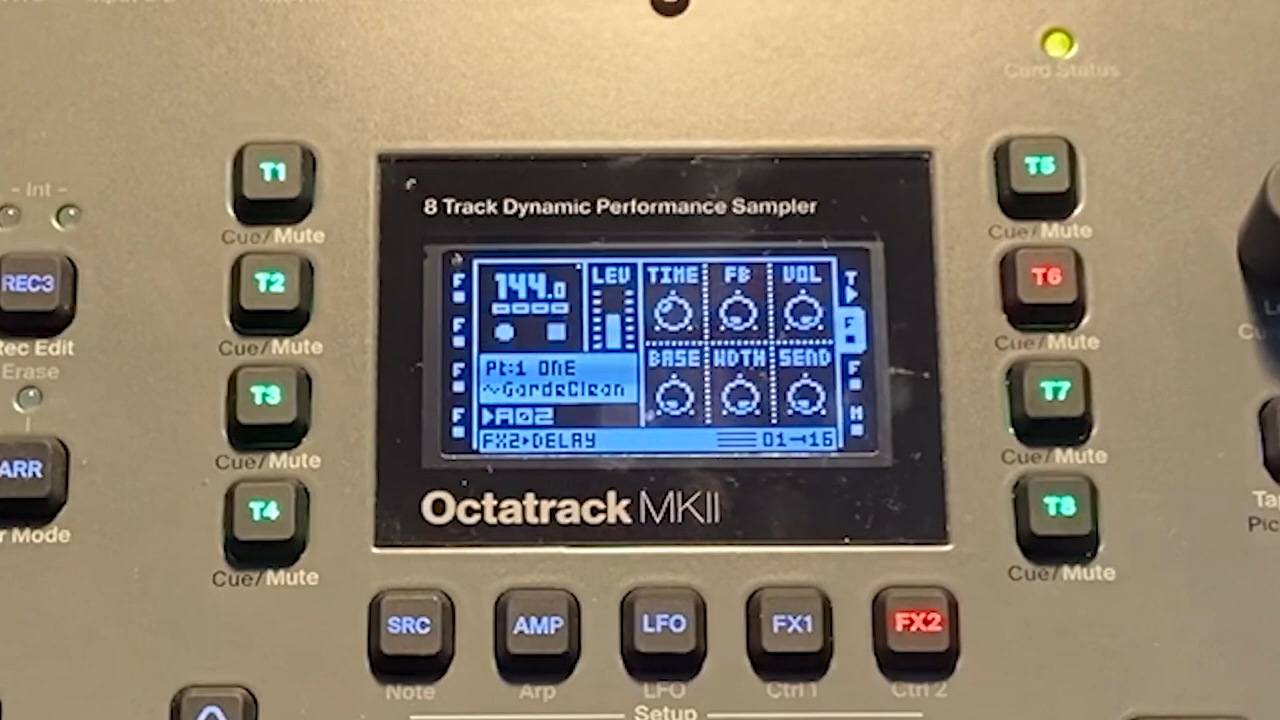 Card Status
T1
T5
8 Track Dynamic Performance Sampler
- Int -
Cue/Mute
Cue/Mute
REC3
T2
T6
144.0
LEV
TIME
FB
VOL
T
F
F
F
F
Cue/Mute
Cue/Mute
Rec Edit
Erase
Pt:1 ONE
BASE
WDTH
SEND
F
F
M
~GardeClean
T3
T7
A02
FX2 DELAY
01 16
Cue/Mute
Cue/Mute
ARR
T4
Octatrack MKII
T8
Mode
Cue/Mute
Cue/Mute
SRC
AMP
LFO
FX1
FX2
Note
Arp
LFO
Ctrl 1
Ctrl 2
Setup